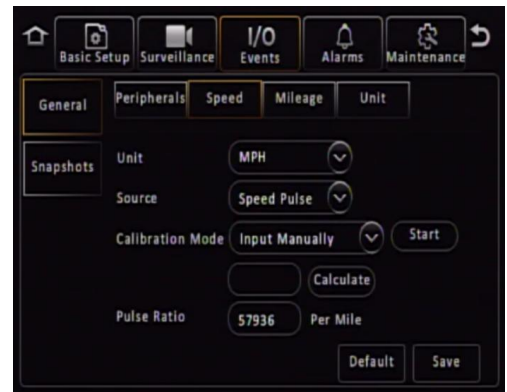 Basic Setup Surveillance I/O Events Alarms Maintenance
General Peripherals Speed Mileage Unit
Snapshots Unit MPH
Source Speed Pulse
Calibration Mode Input Manually Start
Calculate
Pulse Ratio 57936 Per Mile
Default Save